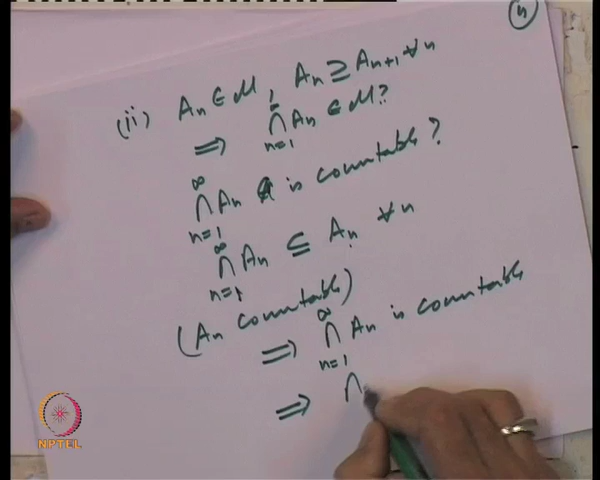 4
(ii) An ∈ M, An ⊇ An+1 ∀n
⟹ ∞⋂n=1 An ∈ M?
∞⋂n=1 An is countable?
∞⋂n=1 An ⊆ An ∀n
(An countable)
⟹ ∞⋂n=1 An is countable
⟹ ⋂
NPTEL